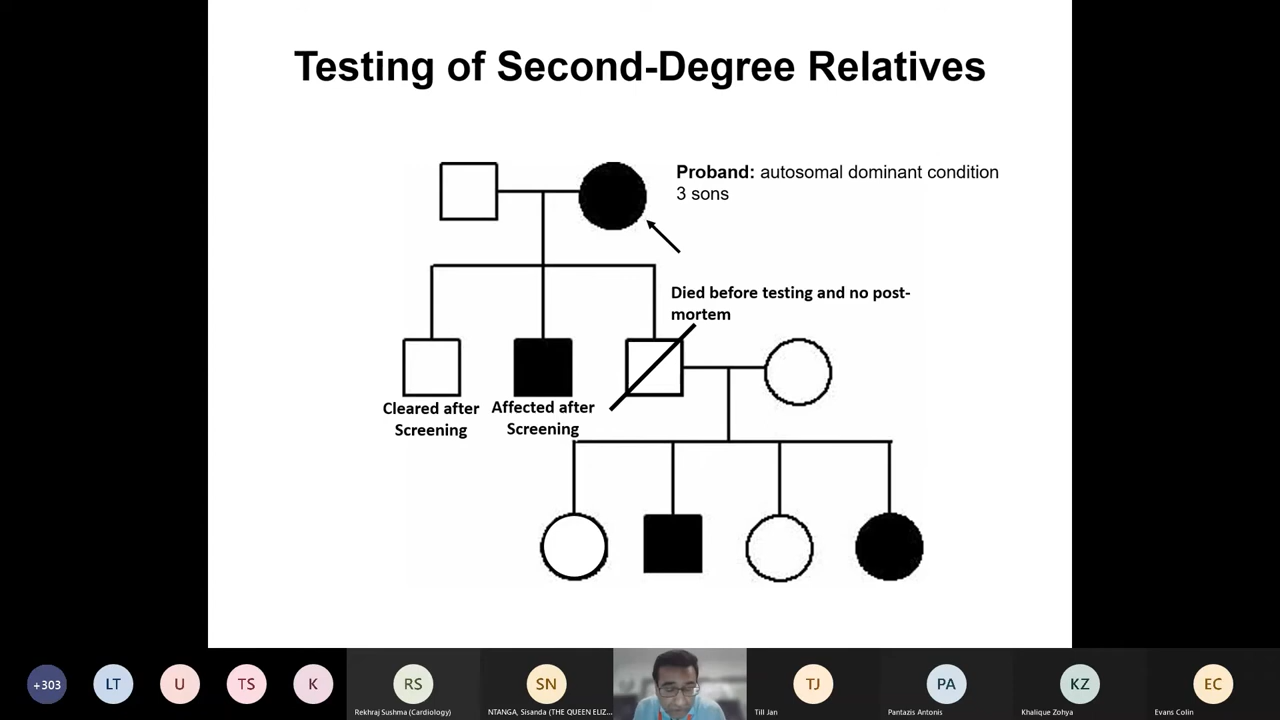 Testing of Second-Degree Relatives
Proband: autosomal dominant condition
3 sons
Died before testing and no post-
mortem
Cleared after
Screening
Affected after
Screening
+303
LT
U
TS
K
RS
SN
TJ
PA
KZ
EC
Rekhraj Sushma (Cardiology)
NTANGA, Sisanda (THE QUEEN ELIZ...
Till Jan
Pantazis Antonis
Khalique Zohya
Evans Colin